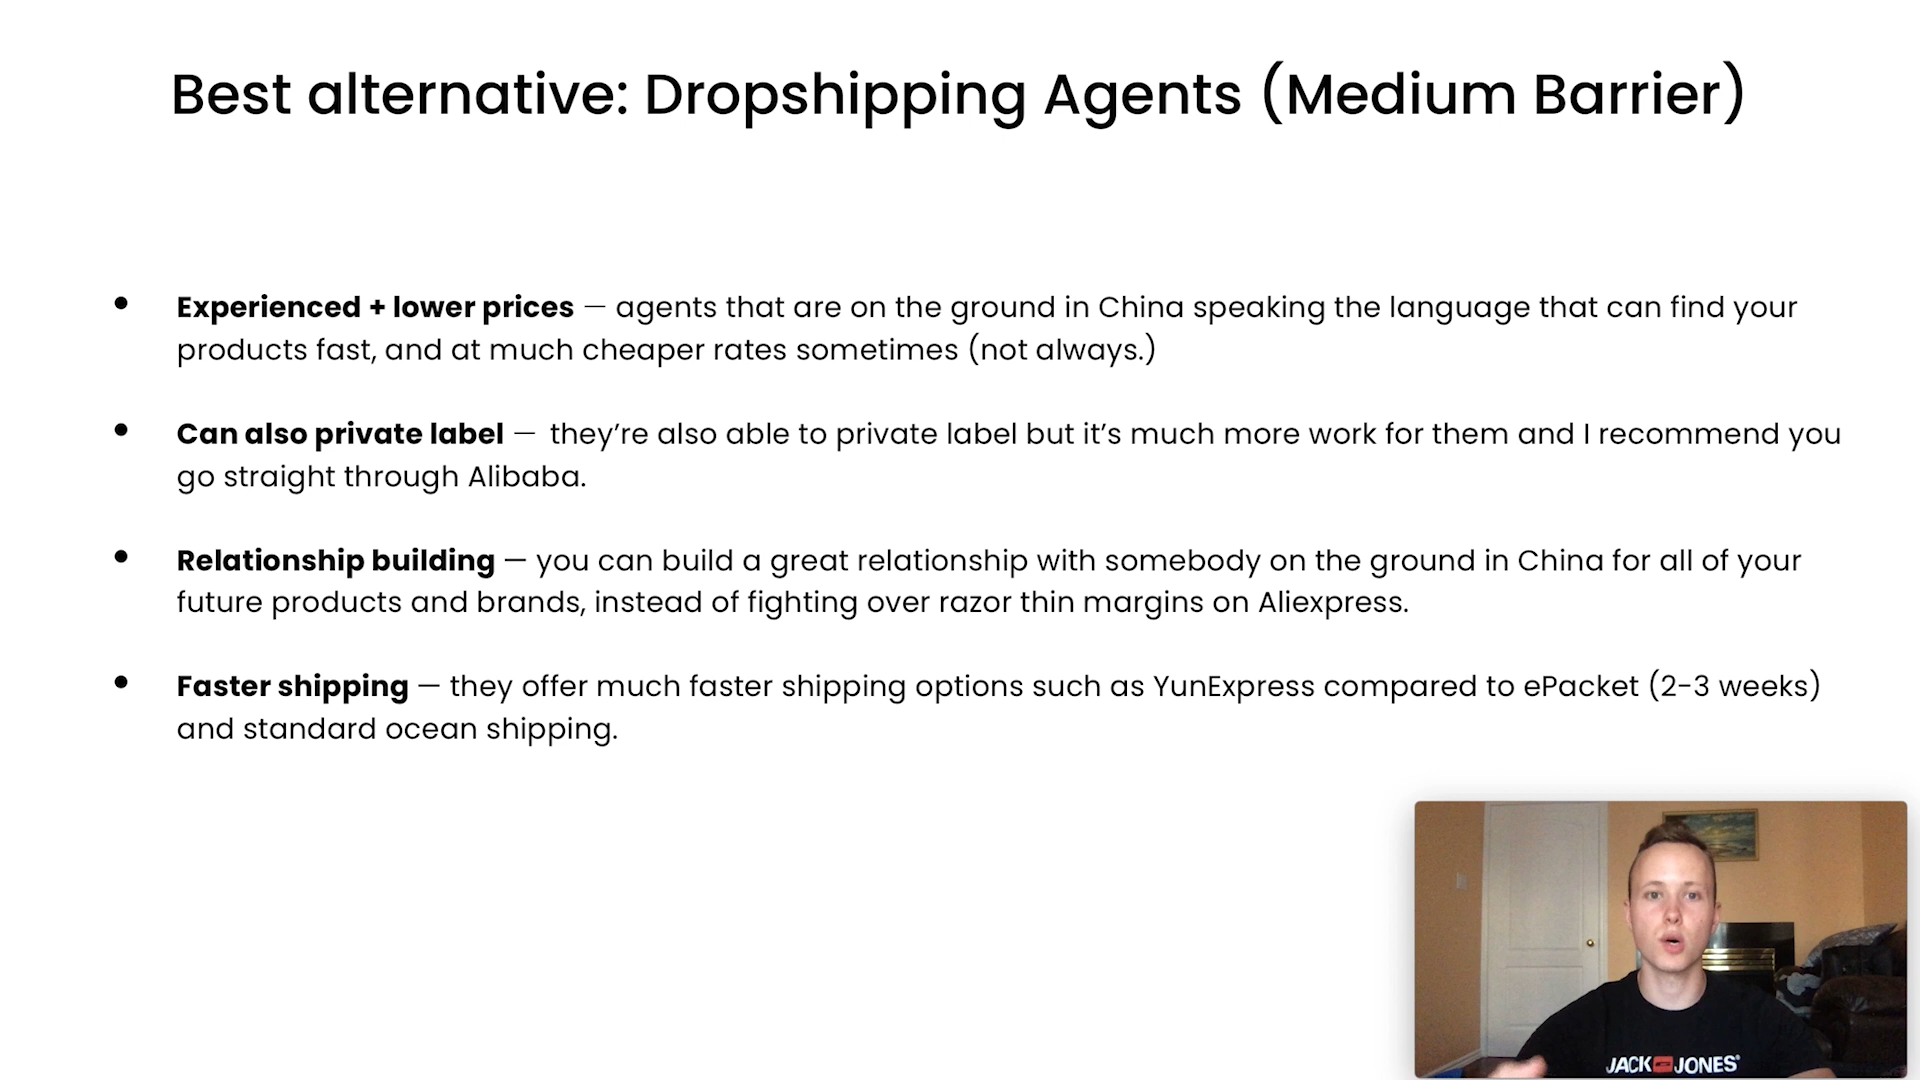 Best alternative: Dropshipping Agents (Medium Barrier)
• Experienced + lower prices — agents that are on the ground in China speaking the language that can find your
products fast, and at much cheaper rates sometimes (not always.)
• Can also private label —  they’re also able to private label but it’s much more work for them and I recommend you
go straight through Alibaba.
• Relationship building — you can build a great relationship with somebody on the ground in China for all of your
future products and brands, instead of fighting over razor thin margins on Aliexpress.
• Faster shipping — they offer much faster shipping options such as YunExpress compared to ePacket (2-3 weeks)
and standard ocean shipping.
JACK JONES®